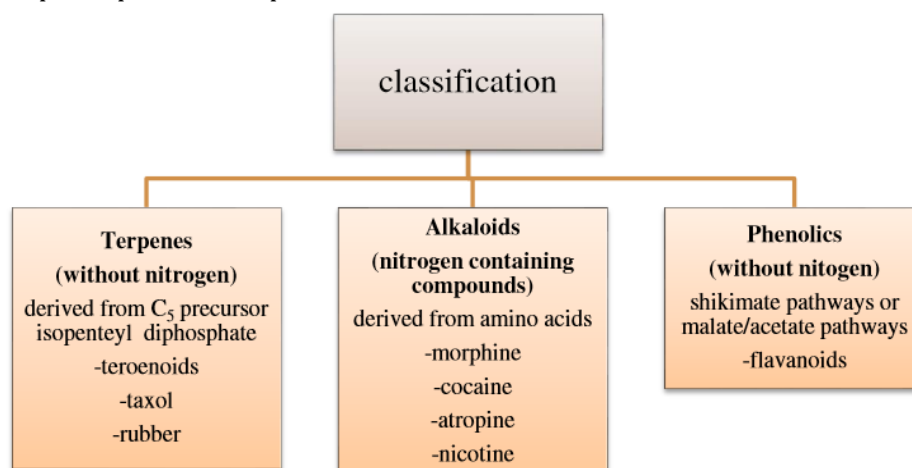 classification
Terpenes
(without nitrogen)
derived from C₅ precursor
isopenteyl diphosphate
-teroenoids
-taxol
-rubber
Alkaloids
(nitrogen containing
compounds)
derived from amino acids
-morphine
-cocaine
-atropine
-nicotine
Phenolics
(without nitogen)
shikimate pathways or
malate/acetate pathways
-flavanoids